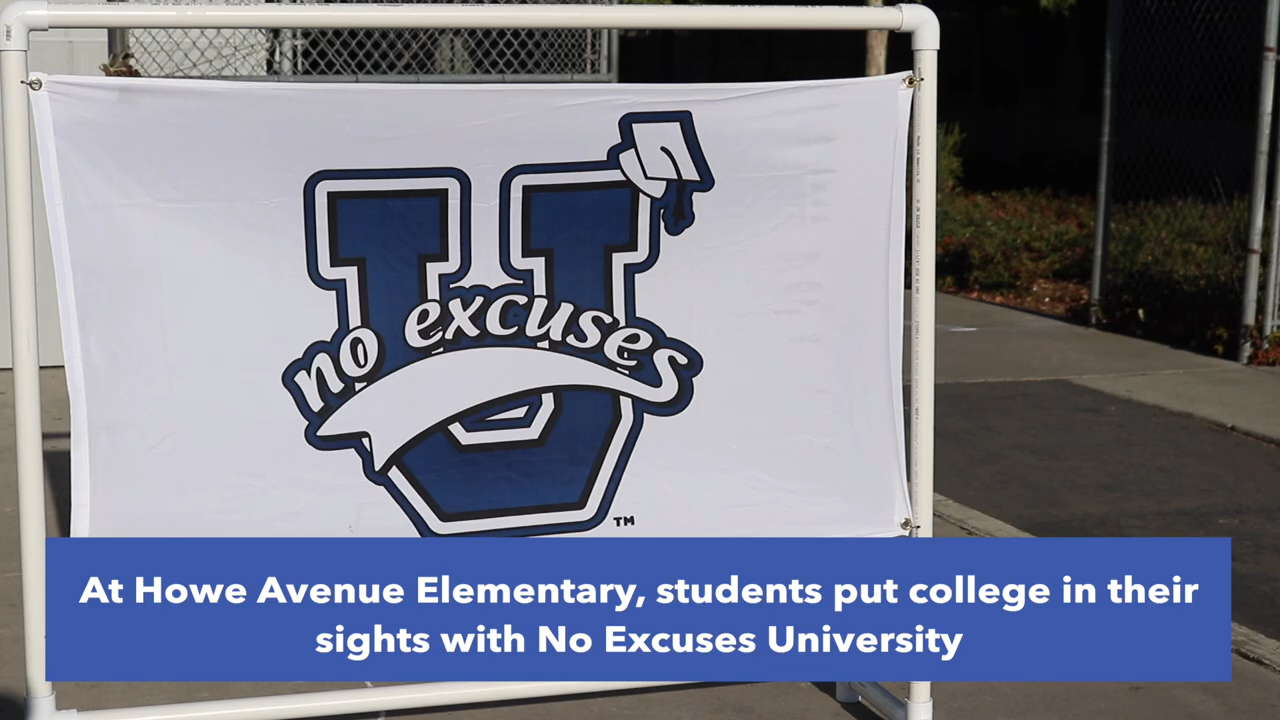 no excuses
U
TM
At Howe Avenue Elementary, students put college in their
sights with No Excuses University